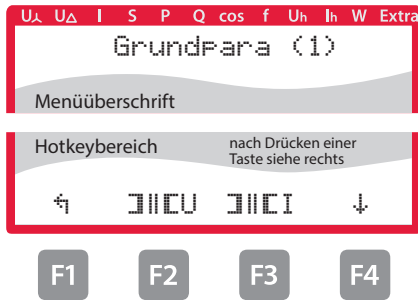 U⅄ U△ I S P Q cos f Uh Ih W Extra
Grundpara (1)
Menüüberschrift
Hotkeybereich nach Drücken einer
Taste siehe rechts
U I
F1 F2 F3 F4